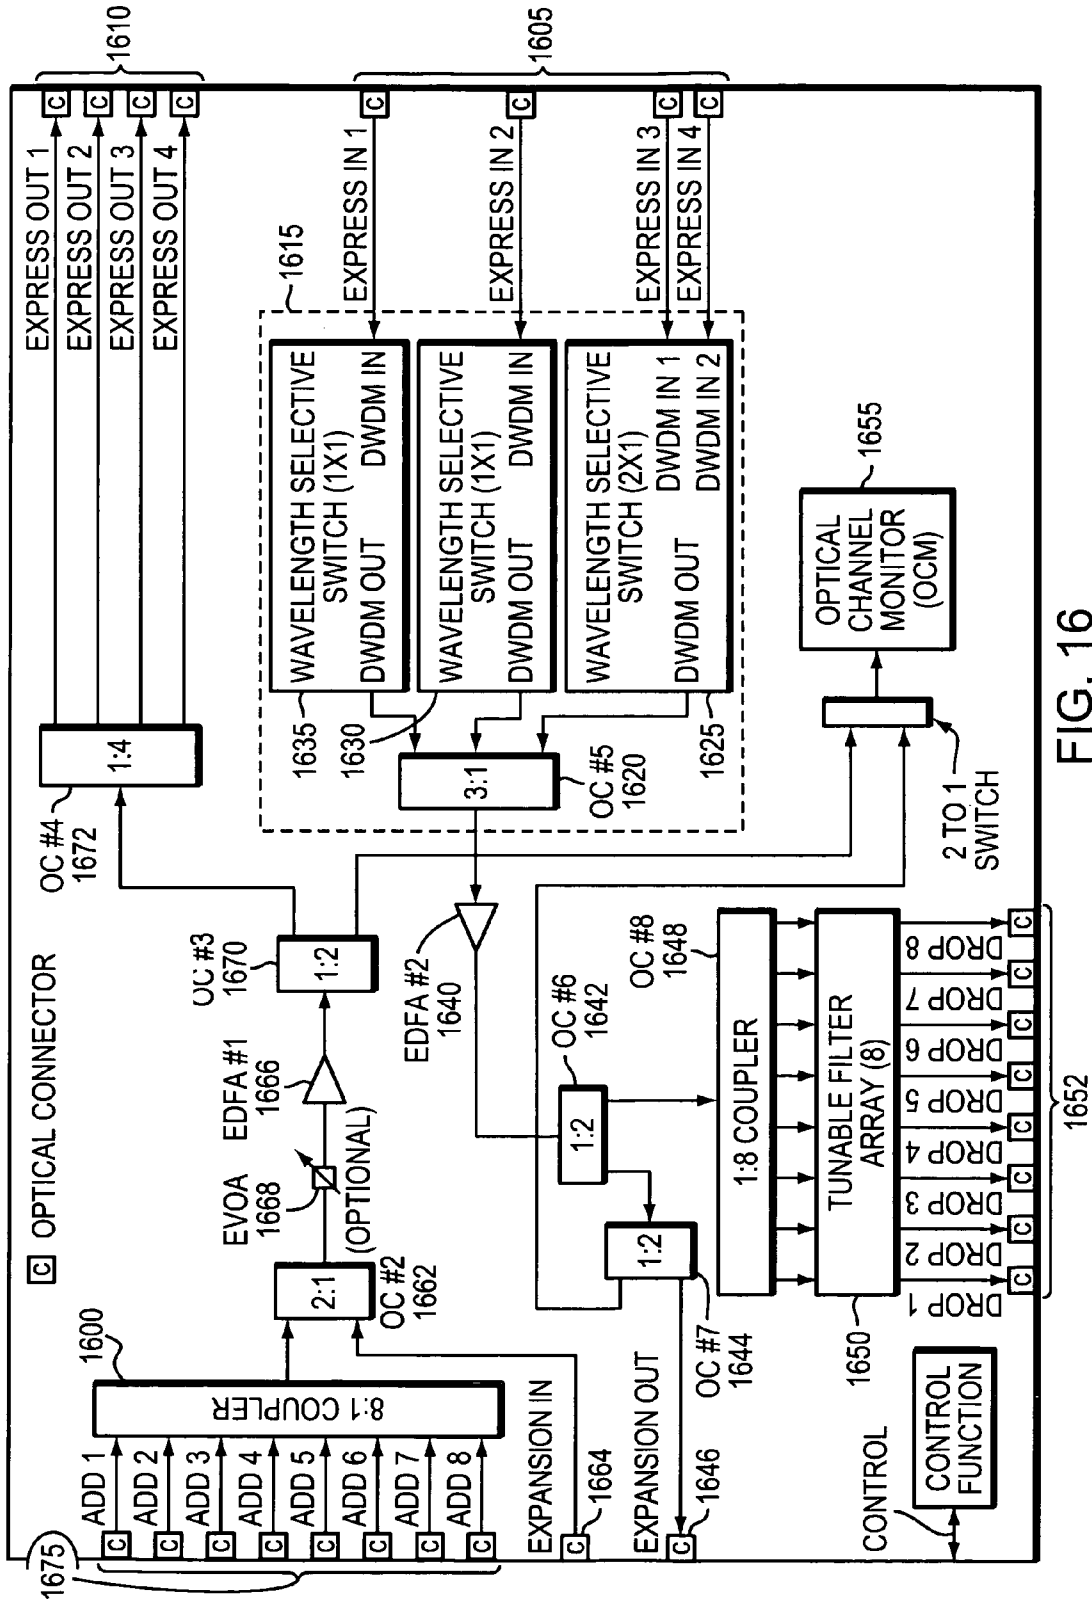 C OPTICAL CONNECTOR
1675
ADD 1
ADD 2
ADD 3
ADD 4
ADD 5
ADD 6
ADD 7
ADD 8
C
C
C
C
C
C
C
C
1600
8:1 COUPLER
EXPANSION IN
C
1664
EXPANSION OUT
C
1646
2:1
OC #2
1662
EVOA
1668
(OPTIONAL)
EDFA #1
1666
OC #3
1670
1:2
OC #4
1672
1:4
EXPRESS OUT 1
EXPRESS OUT 2
EXPRESS OUT 3
EXPRESS OUT 4
C
C
C
C
1610
1615
WAVELENGTH SELECTIVE
SWITCH (1X1)
DWDM OUT
DWDM IN
1635
WAVELENGTH SELECTIVE
SWITCH (1X1)
DWDM OUT
DWDM IN
1630
WAVELENGTH SELECTIVE
SWITCH (2X1)
DWDM OUT
DWDM IN 1
DWDM IN 2
1625
EXPRESS IN 1
EXPRESS IN 2
EXPRESS IN 3
EXPRESS IN 4
C
C
C
C
1605
3:1
OC #5
1620
EDFA #2
1640
OC #6
1642
1:2
1:2
OC #7
1644
OC #8
1648
1:8 COUPLER
TUNABLE FILTER
ARRAY (8)
1650
DROP 1
DROP 2
DROP 3
DROP 4
DROP 5
DROP 6
DROP 7
DROP 8
C
C
C
C
C
C
C
C
1652
2 TO 1
SWITCH
OPTICAL
CHANNEL
MONITOR
(OCM)
1655
CONTROL
CONTROL
FUNCTION
FIG. 16